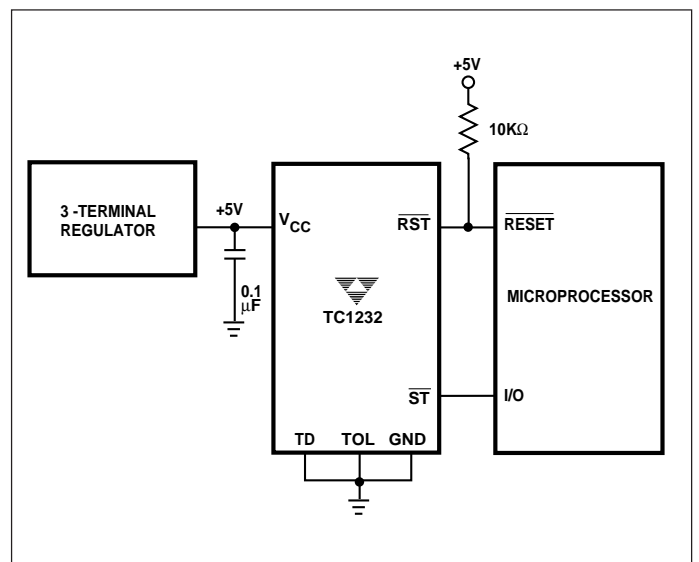 +5V
10KΩ
3 -TERMINAL
REGULATOR
+5V
0.1
μF
VCC
RST
ST
TC1232
TD TOL GND
RESET
MICROPROCESSOR
I/O